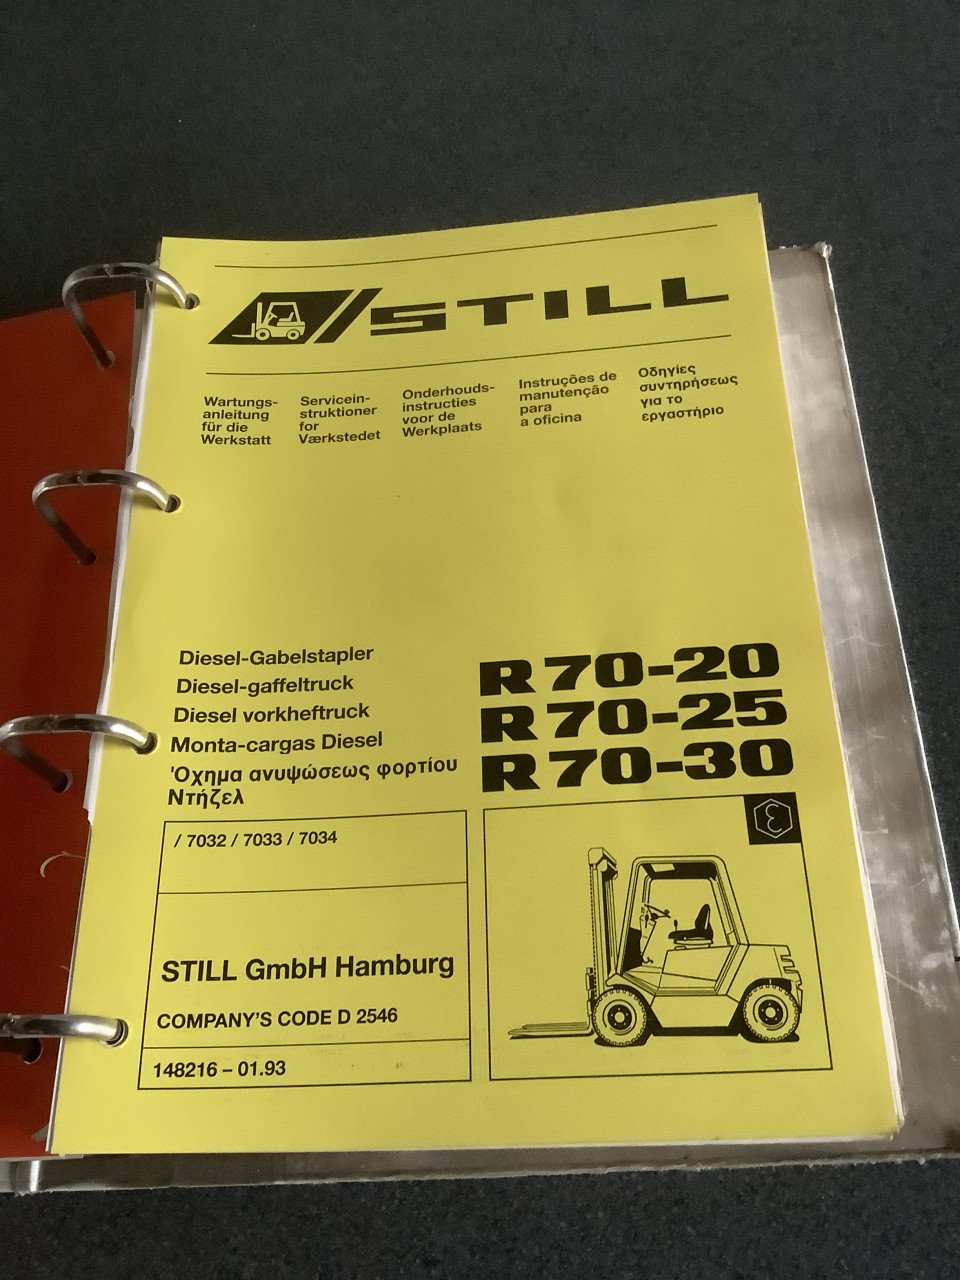 STILL
Wartungs-
anleitung
für die
Werkstatt
Servicein-
struktioner
for
Værkstedet
Onderhouds-
instructies
voor de
Werkplaats
Instruções de
manutenção
para
a oficina
Οδηγίες
συντηρήσεως
για το
εργαστήριο
Diesel-Gabelstapler
Diesel-gaffeltruck
Diesel vorkheftruck
Monta-cargas Diesel
Όχημα ανυψώσεως φορτίου
Ντήζελ
R 70-20
R 70-25
R 70-30
/ 7032 / 7033 / 7034
STILL GmbH Hamburg
COMPANY'S CODE D 2546
148216 – 01.93